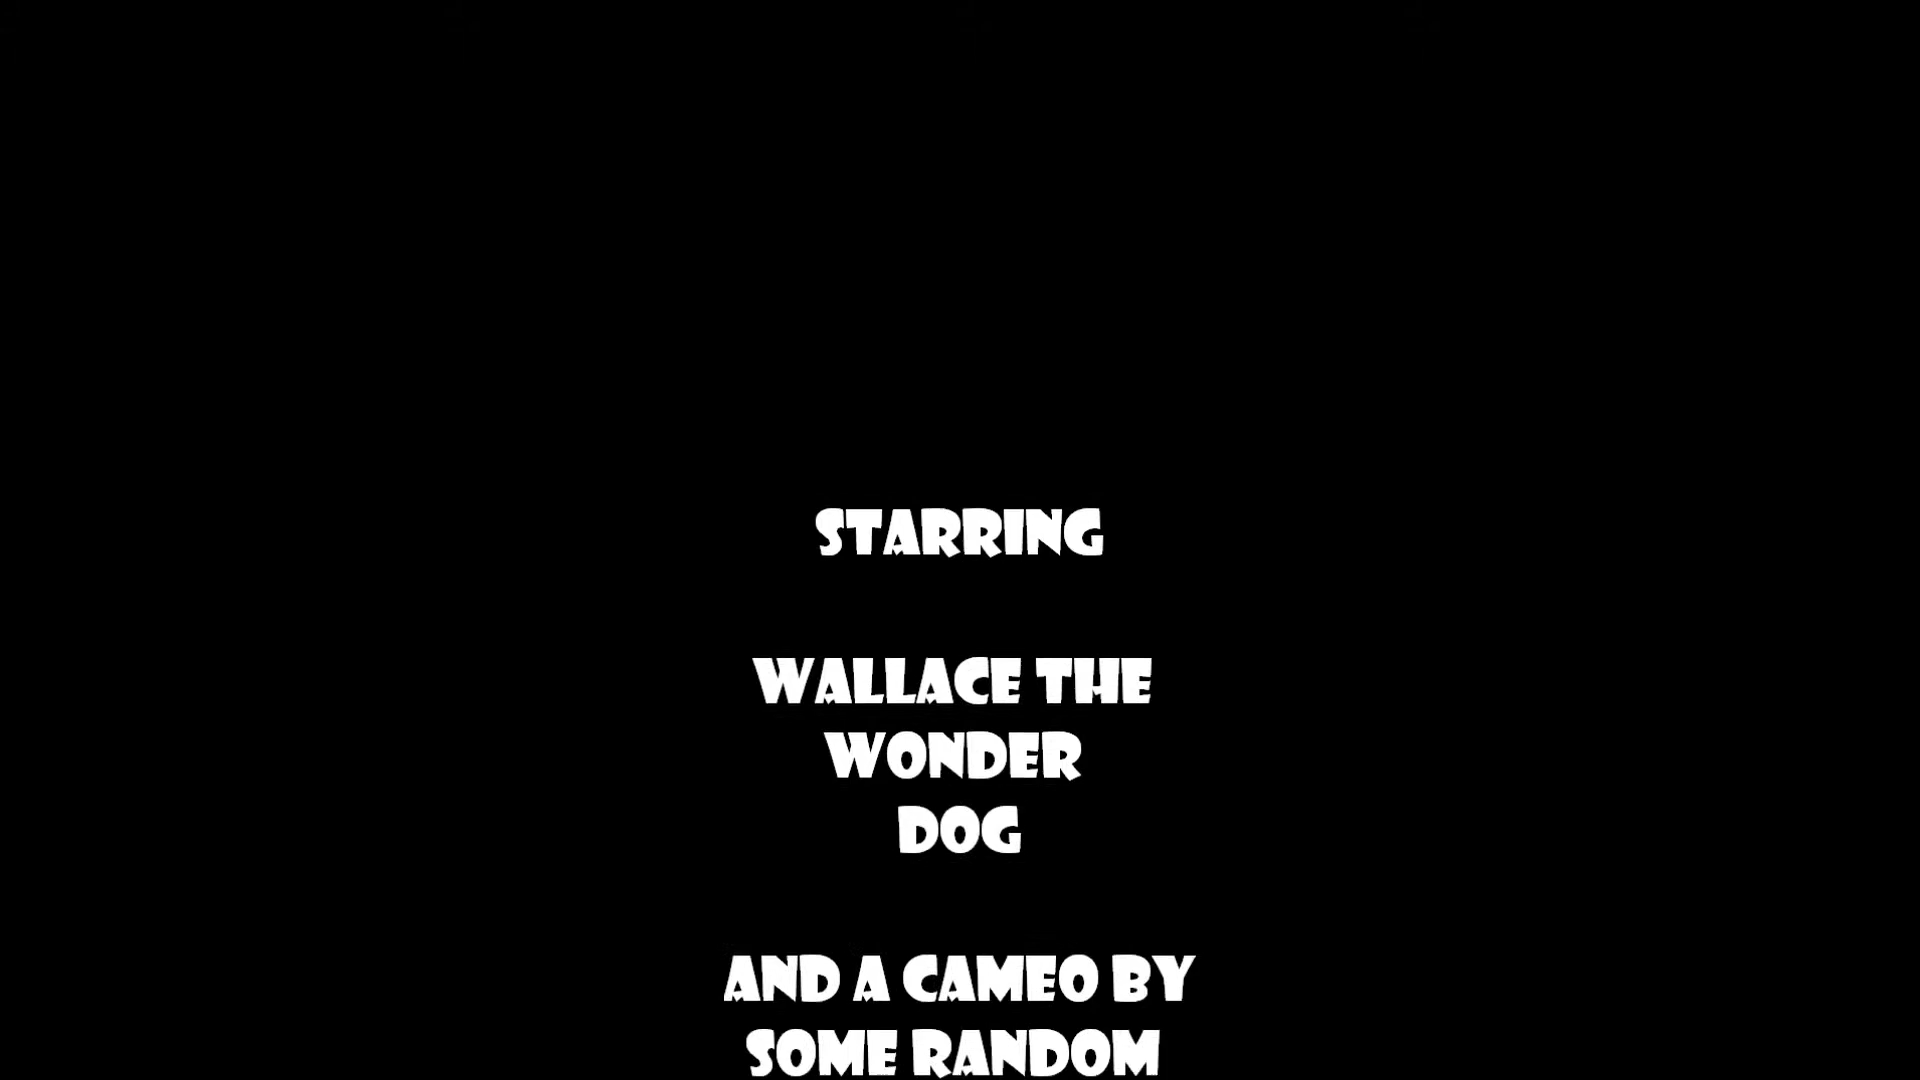 STARRING
WALLACE THE
WONDER
DOG
AND A CAMEO BY
SOME RANDOM